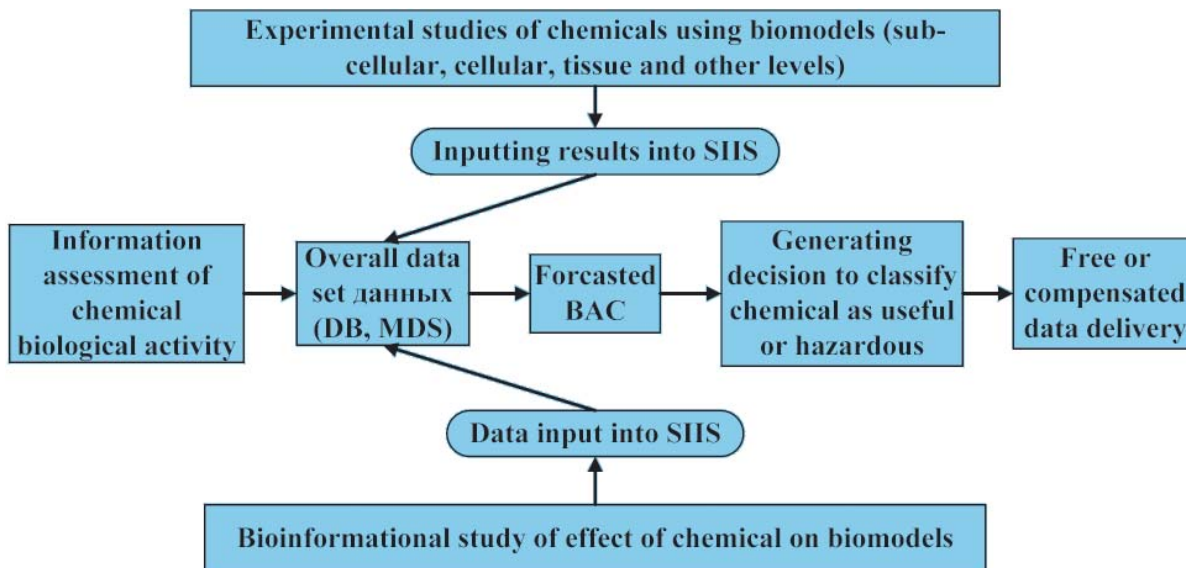 Experimental studies of chemicals using biomodels (sub-
cellular, cellular, tissue and other levels)
Inputting results into SIIS
Information
assessment of
chemical
biological activity
Overall data
set данных
(DB, MDS)
Forcasted
BAC
Generating
decision to classify
chemical as useful
or hazardous
Free or
compensated
data delivery
Data input into SIIS
Bioinformational study of effect of chemical on biomodels